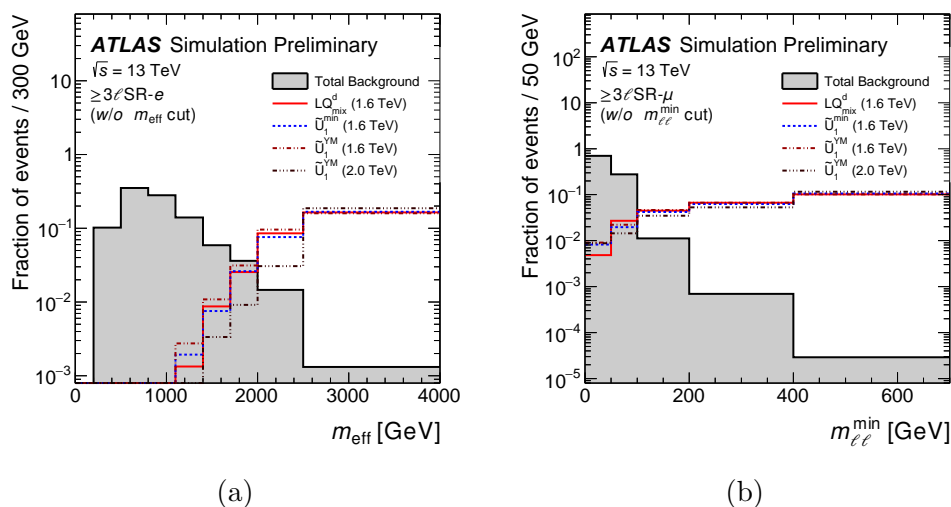 ATLAS Simulation Preliminary
√s = 13 TeV
≥3ℓSR-e
(w/o m_eff cut)
Total Background
LQ^d_mix (1.6 TeV)
Ũ_1^min (1.6 TeV)
Ũ_1^YM (1.6 TeV)
Ũ_1^YM (2.0 TeV)
Fraction of events / 300 GeV
10
1
10^−1
10^−2
10^−3
0 1000 2000 3000 4000
m_eff [GeV]
(a)
ATLAS Simulation Preliminary
√s = 13 TeV
≥3ℓSR-μ
(w/o m_ℓℓ^min cut)
Total Background
LQ^d_mix (1.6 TeV)
Ũ_1^min (1.6 TeV)
Ũ_1^YM (1.6 TeV)
Ũ_1^YM (2.0 TeV)
Fraction of events / 50 GeV
10^2
10
1
10^−1
10^−2
10^−3
10^−4
10^−5
0 200 400 600
m_ℓℓ^min [GeV]
(b)